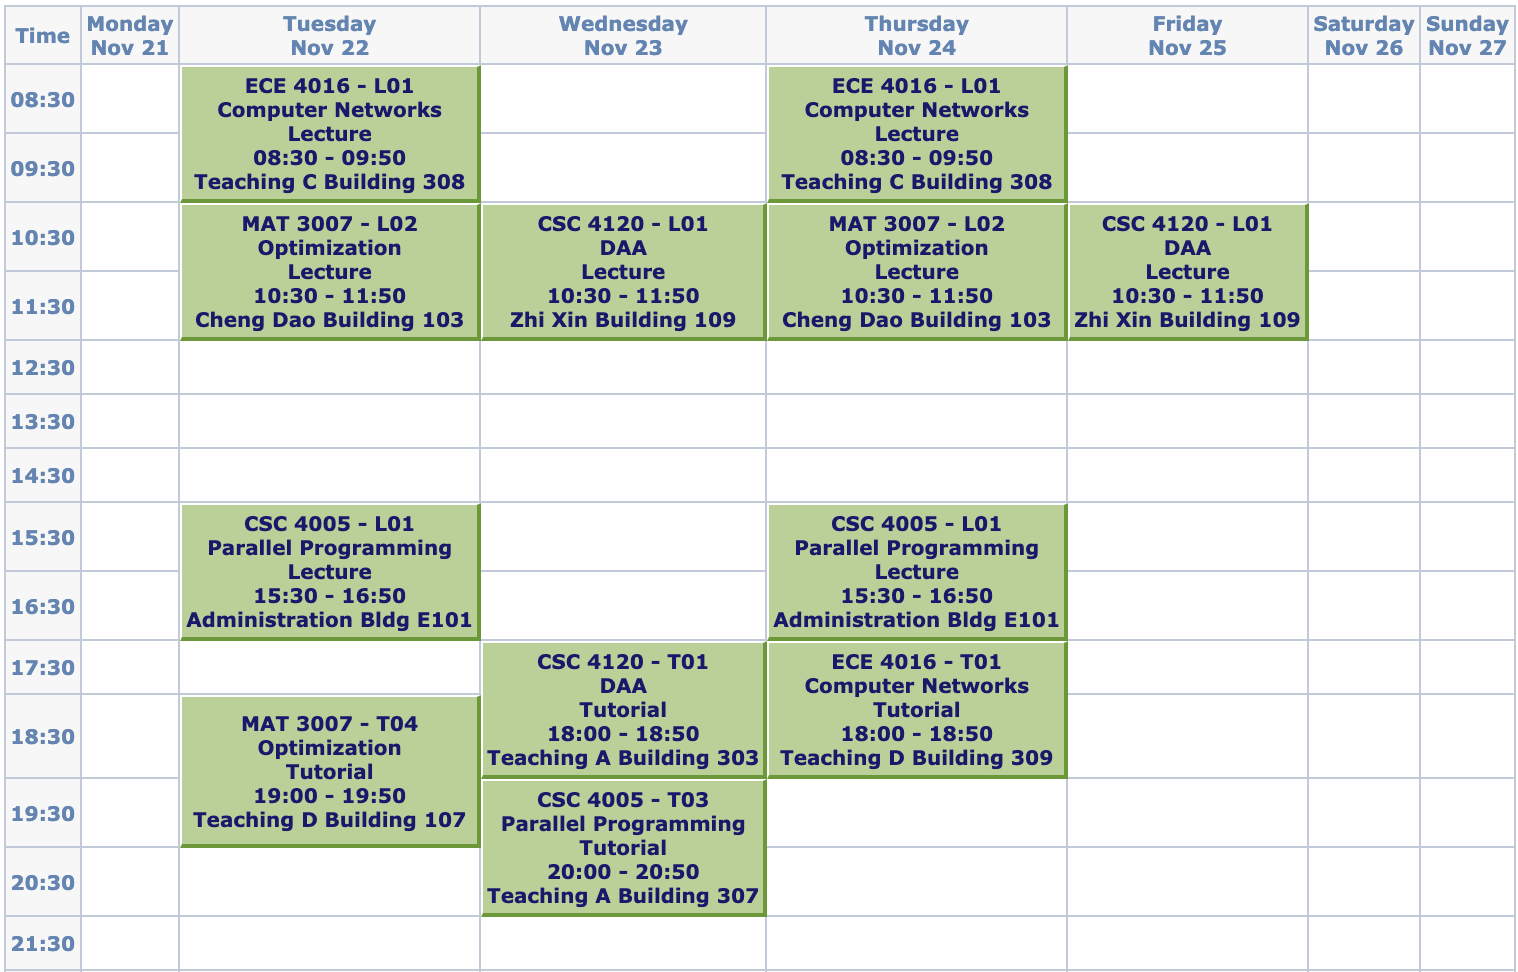 Time
Monday
Nov 21
Tuesday
Nov 22
Wednesday
Nov 23
Thursday
Nov 24
Friday
Nov 25
Saturday
Nov 26
Sunday
Nov 27
08:30
ECE 4016 - L01
Computer Networks
Lecture
08:30 - 09:50
Teaching C Building 308
ECE 4016 - L01
Computer Networks
Lecture
08:30 - 09:50
Teaching C Building 308
09:30
10:30
MAT 3007 - L02
Optimization
Lecture
10:30 - 11:50
Cheng Dao Building 103
CSC 4120 - L01
DAA
Lecture
10:30 - 11:50
Zhi Xin Building 109
MAT 3007 - L02
Optimization
Lecture
10:30 - 11:50
Cheng Dao Building 103
CSC 4120 - L01
DAA
Lecture
10:30 - 11:50
Zhi Xin Building 109
11:30
12:30
13:30
14:30
15:30
CSC 4005 - L01
Parallel Programming
Lecture
15:30 - 16:50
Administration Bldg E101
CSC 4005 - L01
Parallel Programming
Lecture
15:30 - 16:50
Administration Bldg E101
16:30
17:30
CSC 4120 - T01
DAA
Tutorial
18:00 - 18:50
Teaching A Building 303
ECE 4016 - T01
Computer Networks
Tutorial
18:00 - 18:50
Teaching D Building 309
18:30
MAT 3007 - T04
Optimization
Tutorial
19:00 - 19:50
Teaching D Building 107
19:30
CSC 4005 - T03
Parallel Programming
Tutorial
20:00 - 20:50
Teaching A Building 307
20:30
21:30